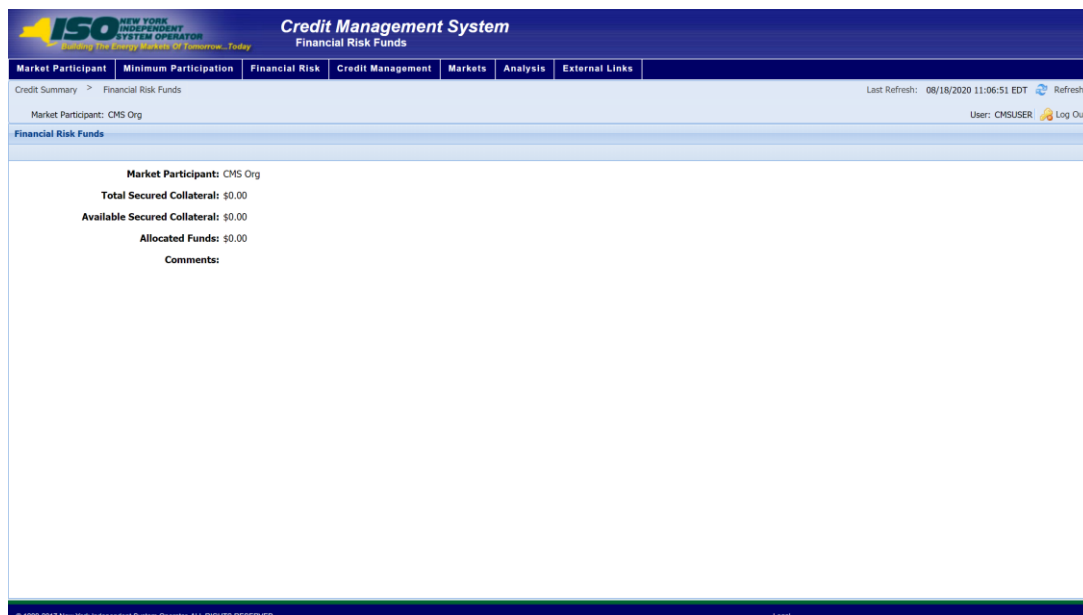 ISO NEW YORK
INDEPENDENT
SYSTEM OPERATOR
Building The Energy Markets Of Tomorrow...Today
Credit Management System
Financial Risk Funds
Market Participant Minimum Participation Financial Risk Credit Management Markets Analysis External Links
Credit Summary > Financial Risk Funds Last Refresh: 08/18/2020 11:06:51 EDT Refresh
Market Participant: CMS Org User: CMSUSER Log Ou
Financial Risk Funds
Market Participant: CMS Org
Total Secured Collateral: $0.00
Available Secured Collateral: $0.00
Allocated Funds: $0.00
Comments: